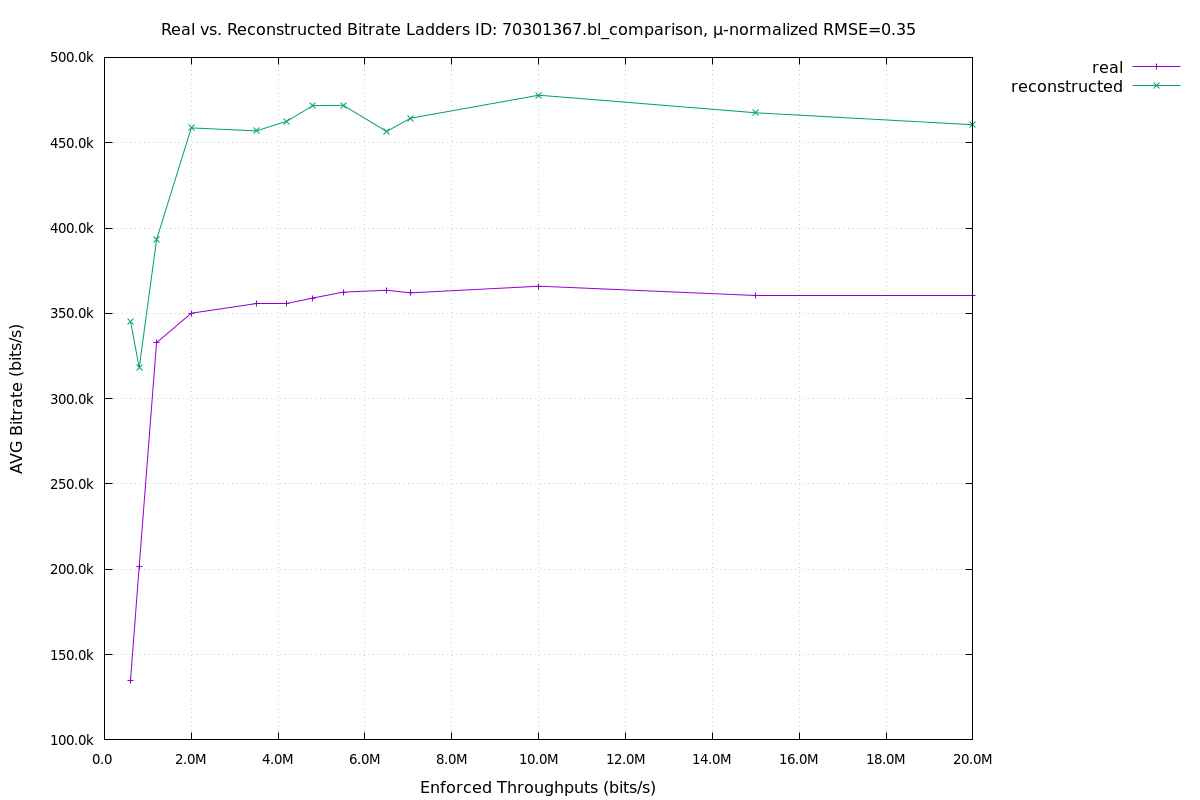 Real vs. Reconstructed Bitrate Ladders ID: 70301367.bl_comparison, μ-normalized RMSE=0.35
real
reconstructed
500.0k
450.0k
400.0k
350.0k
300.0k
250.0k
200.0k
150.0k
100.0k
AVG Bitrate (bits/s)
0.0 2.0M 4.0M 6.0M 8.0M 10.0M 12.0M 14.0M 16.0M 18.0M 20.0M
Enforced Throughputs (bits/s)